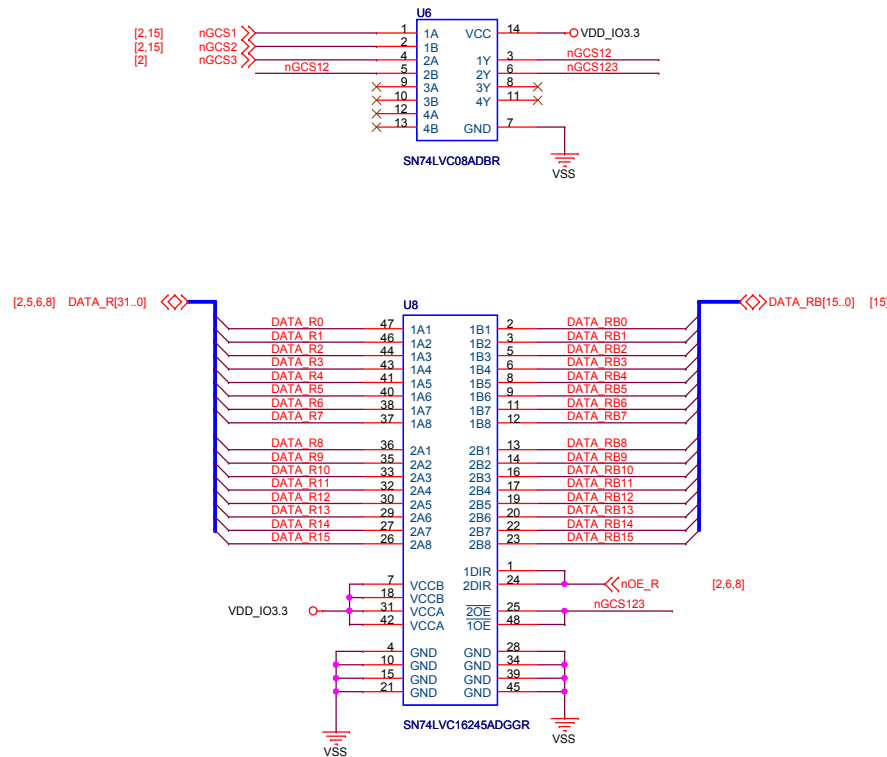 U6
[2,15] nGCS1 1 1A VCC 14 VDD_IO3.3
[2,15] nGCS2 2 1B
[2] nGCS3 4 2A 1Y 3 nGCS12
nGCS12 5 2B 2Y 6 nGCS123
9 3A 3Y 8
10 3B 4Y 11
12 4A
13 4B GND 7
SN74LVC08ADBR
VSS
[2,5,6,8] DATA_R[31..0] U8 DATA_RB[15..0] [15]
DATA_R0 47 1A1 1B1 2 DATA_RB0
DATA_R1 46 1A2 1B2 3 DATA_RB1
DATA_R2 44 1A3 1B3 5 DATA_RB2
DATA_R3 43 1A4 1B4 6 DATA_RB3
DATA_R4 41 1A5 1B5 8 DATA_RB4
DATA_R5 40 1A6 1B6 9 DATA_RB5
DATA_R6 38 1A7 1B7 11 DATA_RB6
DATA_R7 37 1A8 1B8 12 DATA_RB7
DATA_R8 36 2A1 2B1 13 DATA_RB8
DATA_R9 35 2A2 2B2 14 DATA_RB9
DATA_R10 33 2A3 2B3 16 DATA_RB10
DATA_R11 32 2A4 2B4 17 DATA_RB11
DATA_R12 30 2A5 2B5 19 DATA_RB12
DATA_R13 29 2A6 2B6 20 DATA_RB13
DATA_R14 27 2A7 2B7 22 DATA_RB14
DATA_R15 26 2A8 2B8 23 DATA_RB15
1DIR 1
7 VCCB 2DIR 24 nOE_R [2,6,8]
18 VCCB
VDD_IO3.3 31 VCCA 2OE 25 nGCS123
42 VCCA 1OE 48
4 GND GND 28
10 GND GND 34
15 GND GND 39
21 GND GND 45
SN74LVC16245ADGGR
VSS VSS